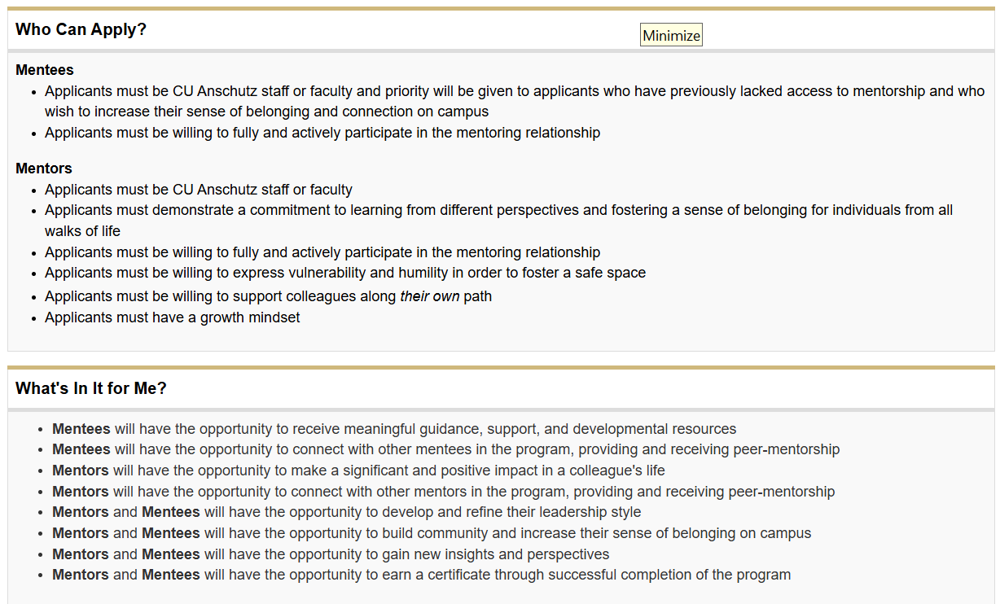 Who Can Apply?
Minimize
Mentees
• Applicants must be CU Anschutz staff or faculty and priority will be given to applicants who have previously lacked access to mentorship and who
wish to increase their sense of belonging and connection on campus
• Applicants must be willing to fully and actively participate in the mentoring relationship
Mentors
• Applicants must be CU Anschutz staff or faculty
• Applicants must demonstrate a commitment to learning from different perspectives and fostering a sense of belonging for individuals from all
walks of life
• Applicants must be willing to fully and actively participate in the mentoring relationship
• Applicants must be willing to express vulnerability and humility in order to foster a safe space
• Applicants must be willing to support colleagues along their own path
• Applicants must have a growth mindset
What's In It for Me?
• Mentees will have the opportunity to receive meaningful guidance, support, and developmental resources
• Mentees will have the opportunity to connect with other mentees in the program, providing and receiving peer-mentorship
• Mentors will have the opportunity to make a significant and positive impact in a colleague's life
• Mentors will have the opportunity to connect with other mentors in the program, providing and receiving peer-mentorship
• Mentors and Mentees will have the opportunity to develop and refine their leadership style
• Mentors and Mentees will have the opportunity to build community and increase their sense of belonging on campus
• Mentors and Mentees will have the opportunity to gain new insights and perspectives
• Mentors and Mentees will have the opportunity to earn a certificate through successful completion of the program